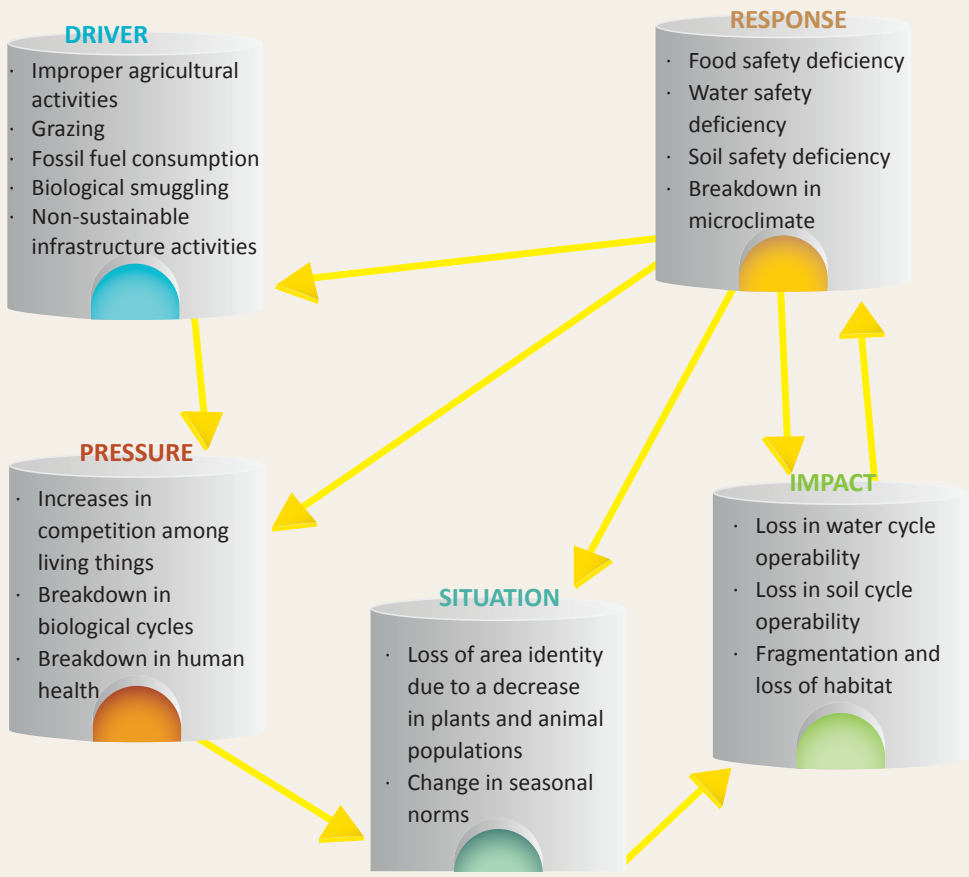 DRIVER
· Improper agricultural
activities
· Grazing
· Fossil fuel consumption
· Biological smuggling
· Non-sustainable
infrastructure activities
RESPONSE
· Food safety deficiency
· Water safety
deficiency
· Soil safety deficiency
· Breakdown in
microclimate
PRESSURE
· Increases in
competition among
living things
· Breakdown in
biological cycles
· Breakdown in human
health
SITUATION
· Loss of area identity
due to a decrease
in plants and animal
populations
· Change in seasonal
norms
IMPACT
· Loss in water cycle
operability
· Loss in soil cycle
operability
· Fragmentation and
loss of habitat